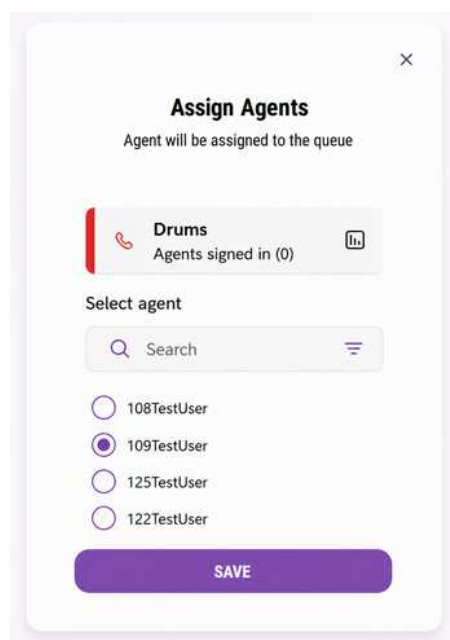 Assign Agents
Agent will be assigned to the queue
Drums
Agents signed in (0)
Select agent
Search
108TestUser
109TestUser
125TestUser
122TestUser
SAVE